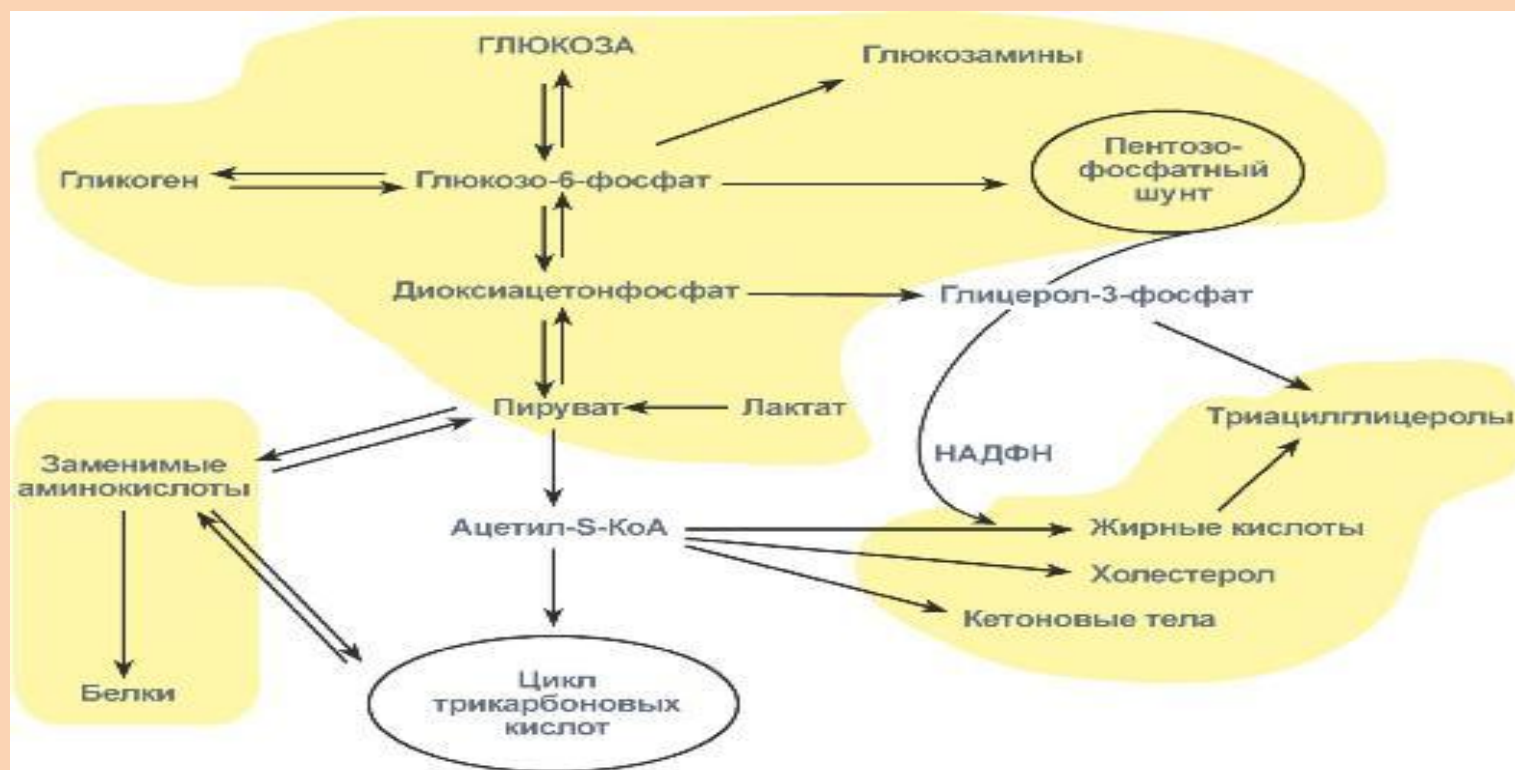 ГЛЮКОЗА
Глюкозамины
Пентозо-
фосфатный
шунт
Гликоген
Глюкозо-6-фосфат
Диоксиацетонфосфат
Глицерол-3-фосфат
Пируват
Лактат
Триацилглицеролы
НАДФН
Заменимые
аминокислоты
Ацетил-S-КоА
Жирные кислоты
Холестерол
Кетоновые тела
Белки
Цикл
трикарбоновых
кислот